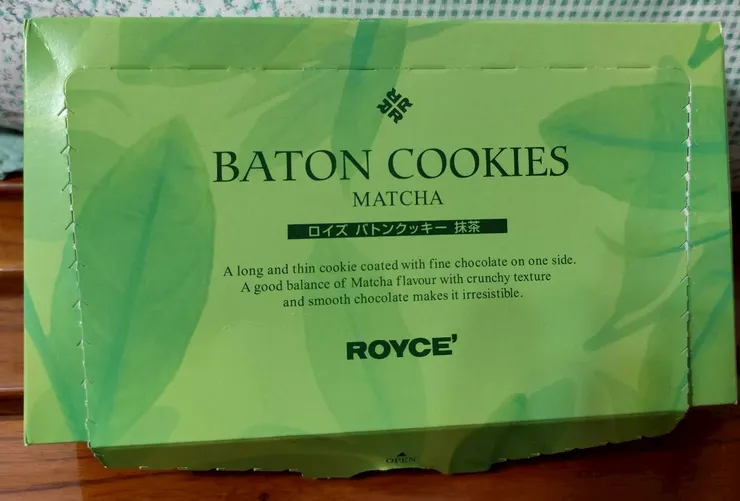 BATON COOKIES
MATCHA
ロイズ バトンクッキー 抹茶
A long and thin cookie coated with fine chocolate on one side.
A good balance of Matcha flavour with crunchy texture
and smooth chocolate makes it irresistible.
ROYCE'
OPEN